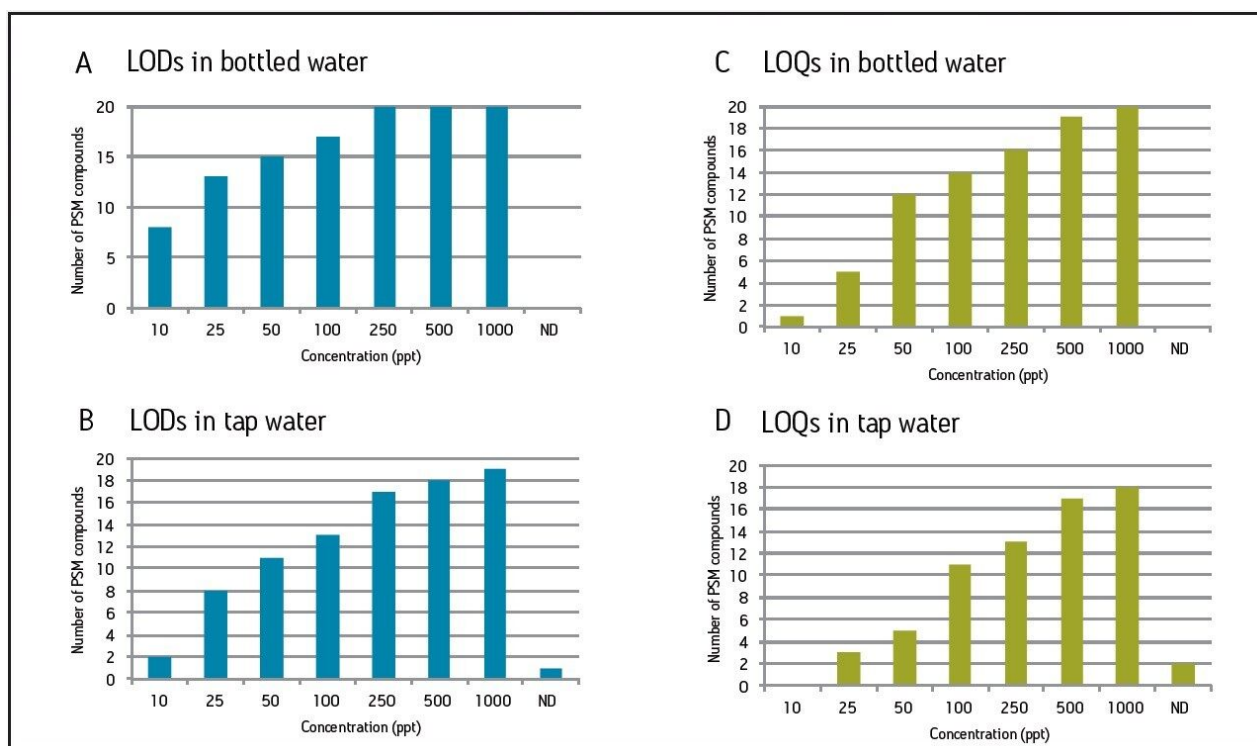 A LODs in bottled water
Number of PSM compounds
20
15
10
5
0
10 25 50 100 250 500 1000 ND
Concentration (ppt)
B LODs in tap water
Number of PSM compounds
20
18
16
14
12
10
8
6
4
2
0
10 25 50 100 250 500 1000 ND
Concentration (ppt)
C LOQs in bottled water
Number of PSM compounds
20
18
16
14
12
10
8
6
4
2
0
10 25 50 100 250 500 1000 ND
Concentration (ppt)
D LOQs in tap water
Number of PSM compounds
20
18
16
14
12
10
8
6
4
2
0
10 25 50 100 250 500 1000 ND
Concentration (ppt)